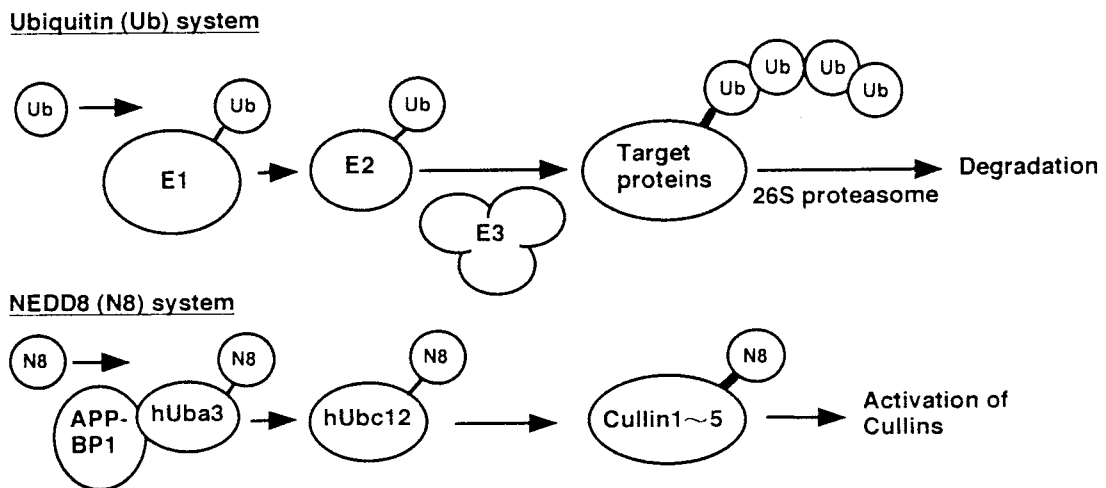 Ubiquitin (Ub) system
Ub
Ub
E1
Ub
E2
E3
Ub
Ub
Ub
Ub
Target
proteins
26S proteasome
Degradation
NEDD8 (N8) system
N8
APP-
BP1
hUba3
N8
hUbc12
N8
Cullin1~5
N8
Activation of
Cullins